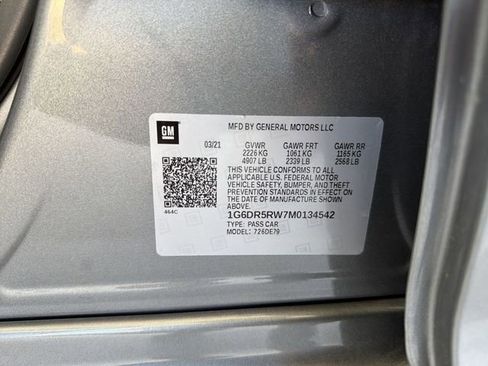 GM
MFD BY GENERAL MOTORS LLC
03/21 GVWR GAWR FRT GAWR RR
2226 KG 1061 KG 1165 KG
4907 LB 2339 LB 2568 LB
THIS VEHICLE CONFORMS TO ALL
APPLICABLE U.S. FEDERAL MOTOR
VEHICLE SAFETY, BUMPER, AND THEFT
PREVENTION STANDARDS IN EFFECT ON
THE DATE OF MANUFACTURE SHOWN
ABOVE.
464C
1G6DR5RW7M0134542
TYPE: PASS CAR
MODEL: 726DE79